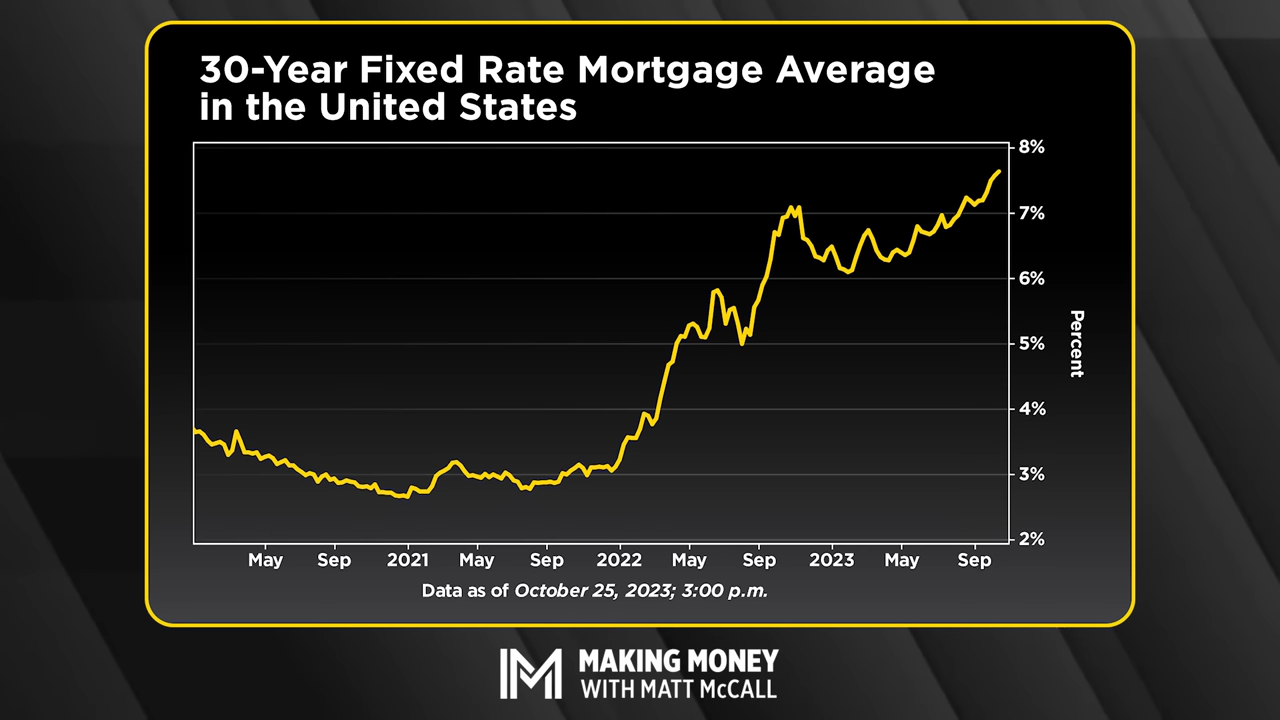 30-Year Fixed Rate Mortgage Average
in the United States
8%
7%
6%
5%
4%
3%
2%
Percent
May Sep 2021 May Sep 2022 May Sep 2023 May Sep
Data as of October 25, 2023; 3:00 p.m.
MAKING MONEY
WITH MATT McCALL